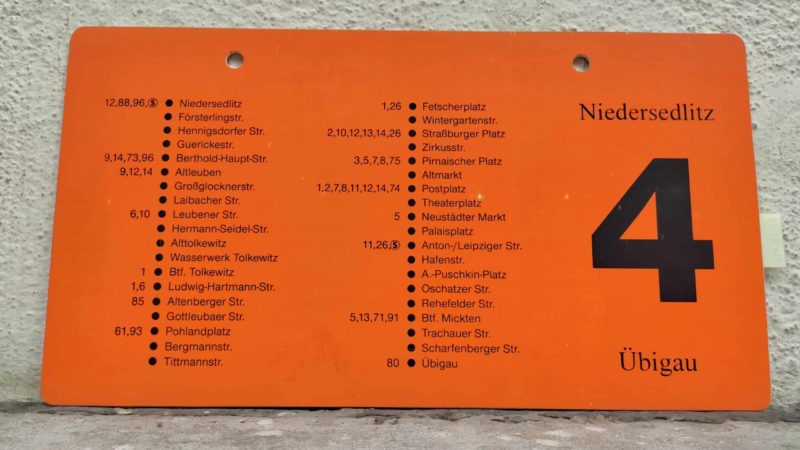 12,88,96,Ⓢ ● Niedersedlitz
● Försterlingstr.
● Hennigsdorfer Str.
● Guerickestr.
9,14,73,96 ● Berthold-Haupt-Str.
9,12,14 ● Altleuben
● Großglocknerstr.
● Laibacher Str.
6,10 ● Leubener Str.
● Hermann-Seidel-Str.
● Alttolkewitz
● Wasserwerk Tolkewitz
1 ● Btf. Tolkewitz
1,6 ● Ludwig-Hartmann-Str.
85 ● Altenberger Str.
● Gottleubaer Str.
61,93 ● Pohlandplatz
● Bergmannstr.
● Tittmannstr.
1,26 ● Fetscherplatz
● Wintergartenstr.
2,10,12,13,14,26 ● Straßburger Platz
● Zirkusstr.
3,5,7,8,75 ● Pirnaischer Platz
● Altmarkt
1,2,7,8,11,12,14,74 ● Postplatz
● Theaterplatz
5 ● Neustädter Markt
● Palaisplatz
11,26,Ⓢ ● Anton-/Leipziger Str.
● Hafenstr.
● A.-Puschkin-Platz
● Oschatzer Str.
● Rehefelder Str.
5,13,71,91 ● Btf. Mickten
● Trachauer Str.
● Scharfenberger Str.
80 ● Übigau
Niedersedlitz
4
Übigau